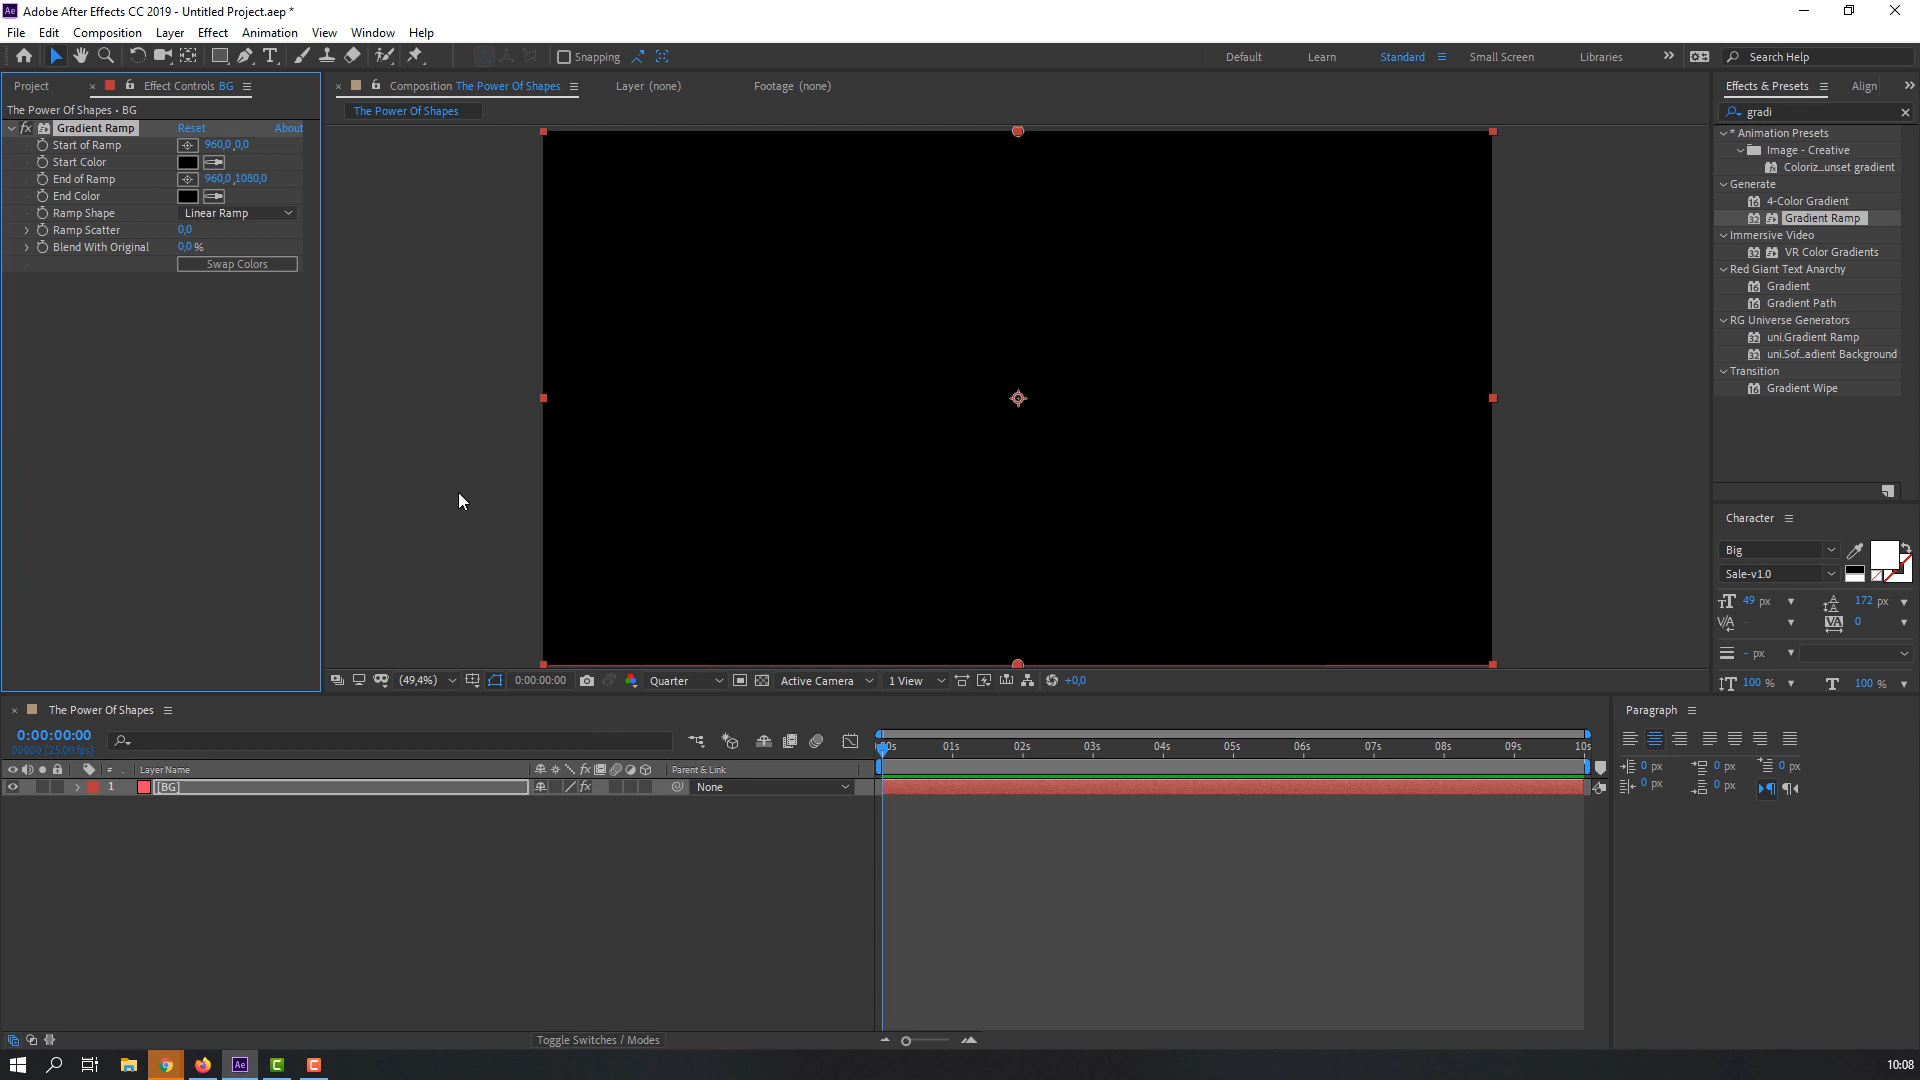 Adobe After Effects CC 2019 - Untitled Project.aep *
File Edit Composition Layer Effect Animation View Window Help
Snapping Default Learn Standard Small Screen Libraries Search Help
Project Effect Controls BG
The Power Of Shapes • BG
fx Gradient Ramp Reset About
Start of Ramp 960,0 ,0,0
Start Color
End of Ramp 960,0 ,1080,0
End Color
Ramp Shape Linear Ramp
Ramp Scatter 0,0
Blend With Original 0,0 %
Swap Colors
Composition The Power Of Shapes Layer (none) Footage (none)
The Power Of Shapes
(49,4%) 0:00:00:00 Quarter Active Camera 1 View +0,0
Effects & Presets Align
gradi
* Animation Presets
Image - Creative
Coloriz...unset gradient
Generate
4-Color Gradient
Gradient Ramp
Immersive Video
VR Color Gradients
Red Giant Text Anarchy
Gradient
Gradient Path
RG Universe Generators
uni.Gradient Ramp
uni.Sof...adient Background
Transition
Gradient Wipe
Character
Big
Sale-v1.0
49 px 172 px
- 0
- px
100 % 100 %
The Power Of Shapes
0:00:00:00
00000 (25.00 fps)
00s 01s 02s 03s 04s 05s 06s 07s 08s 09s 10s
# Layer Name fx Parent & Link
1 [BG] fx None
Toggle Switches / Modes
Paragraph
0 px 0 px 0 px
0 px 0 px
Ae
10:08